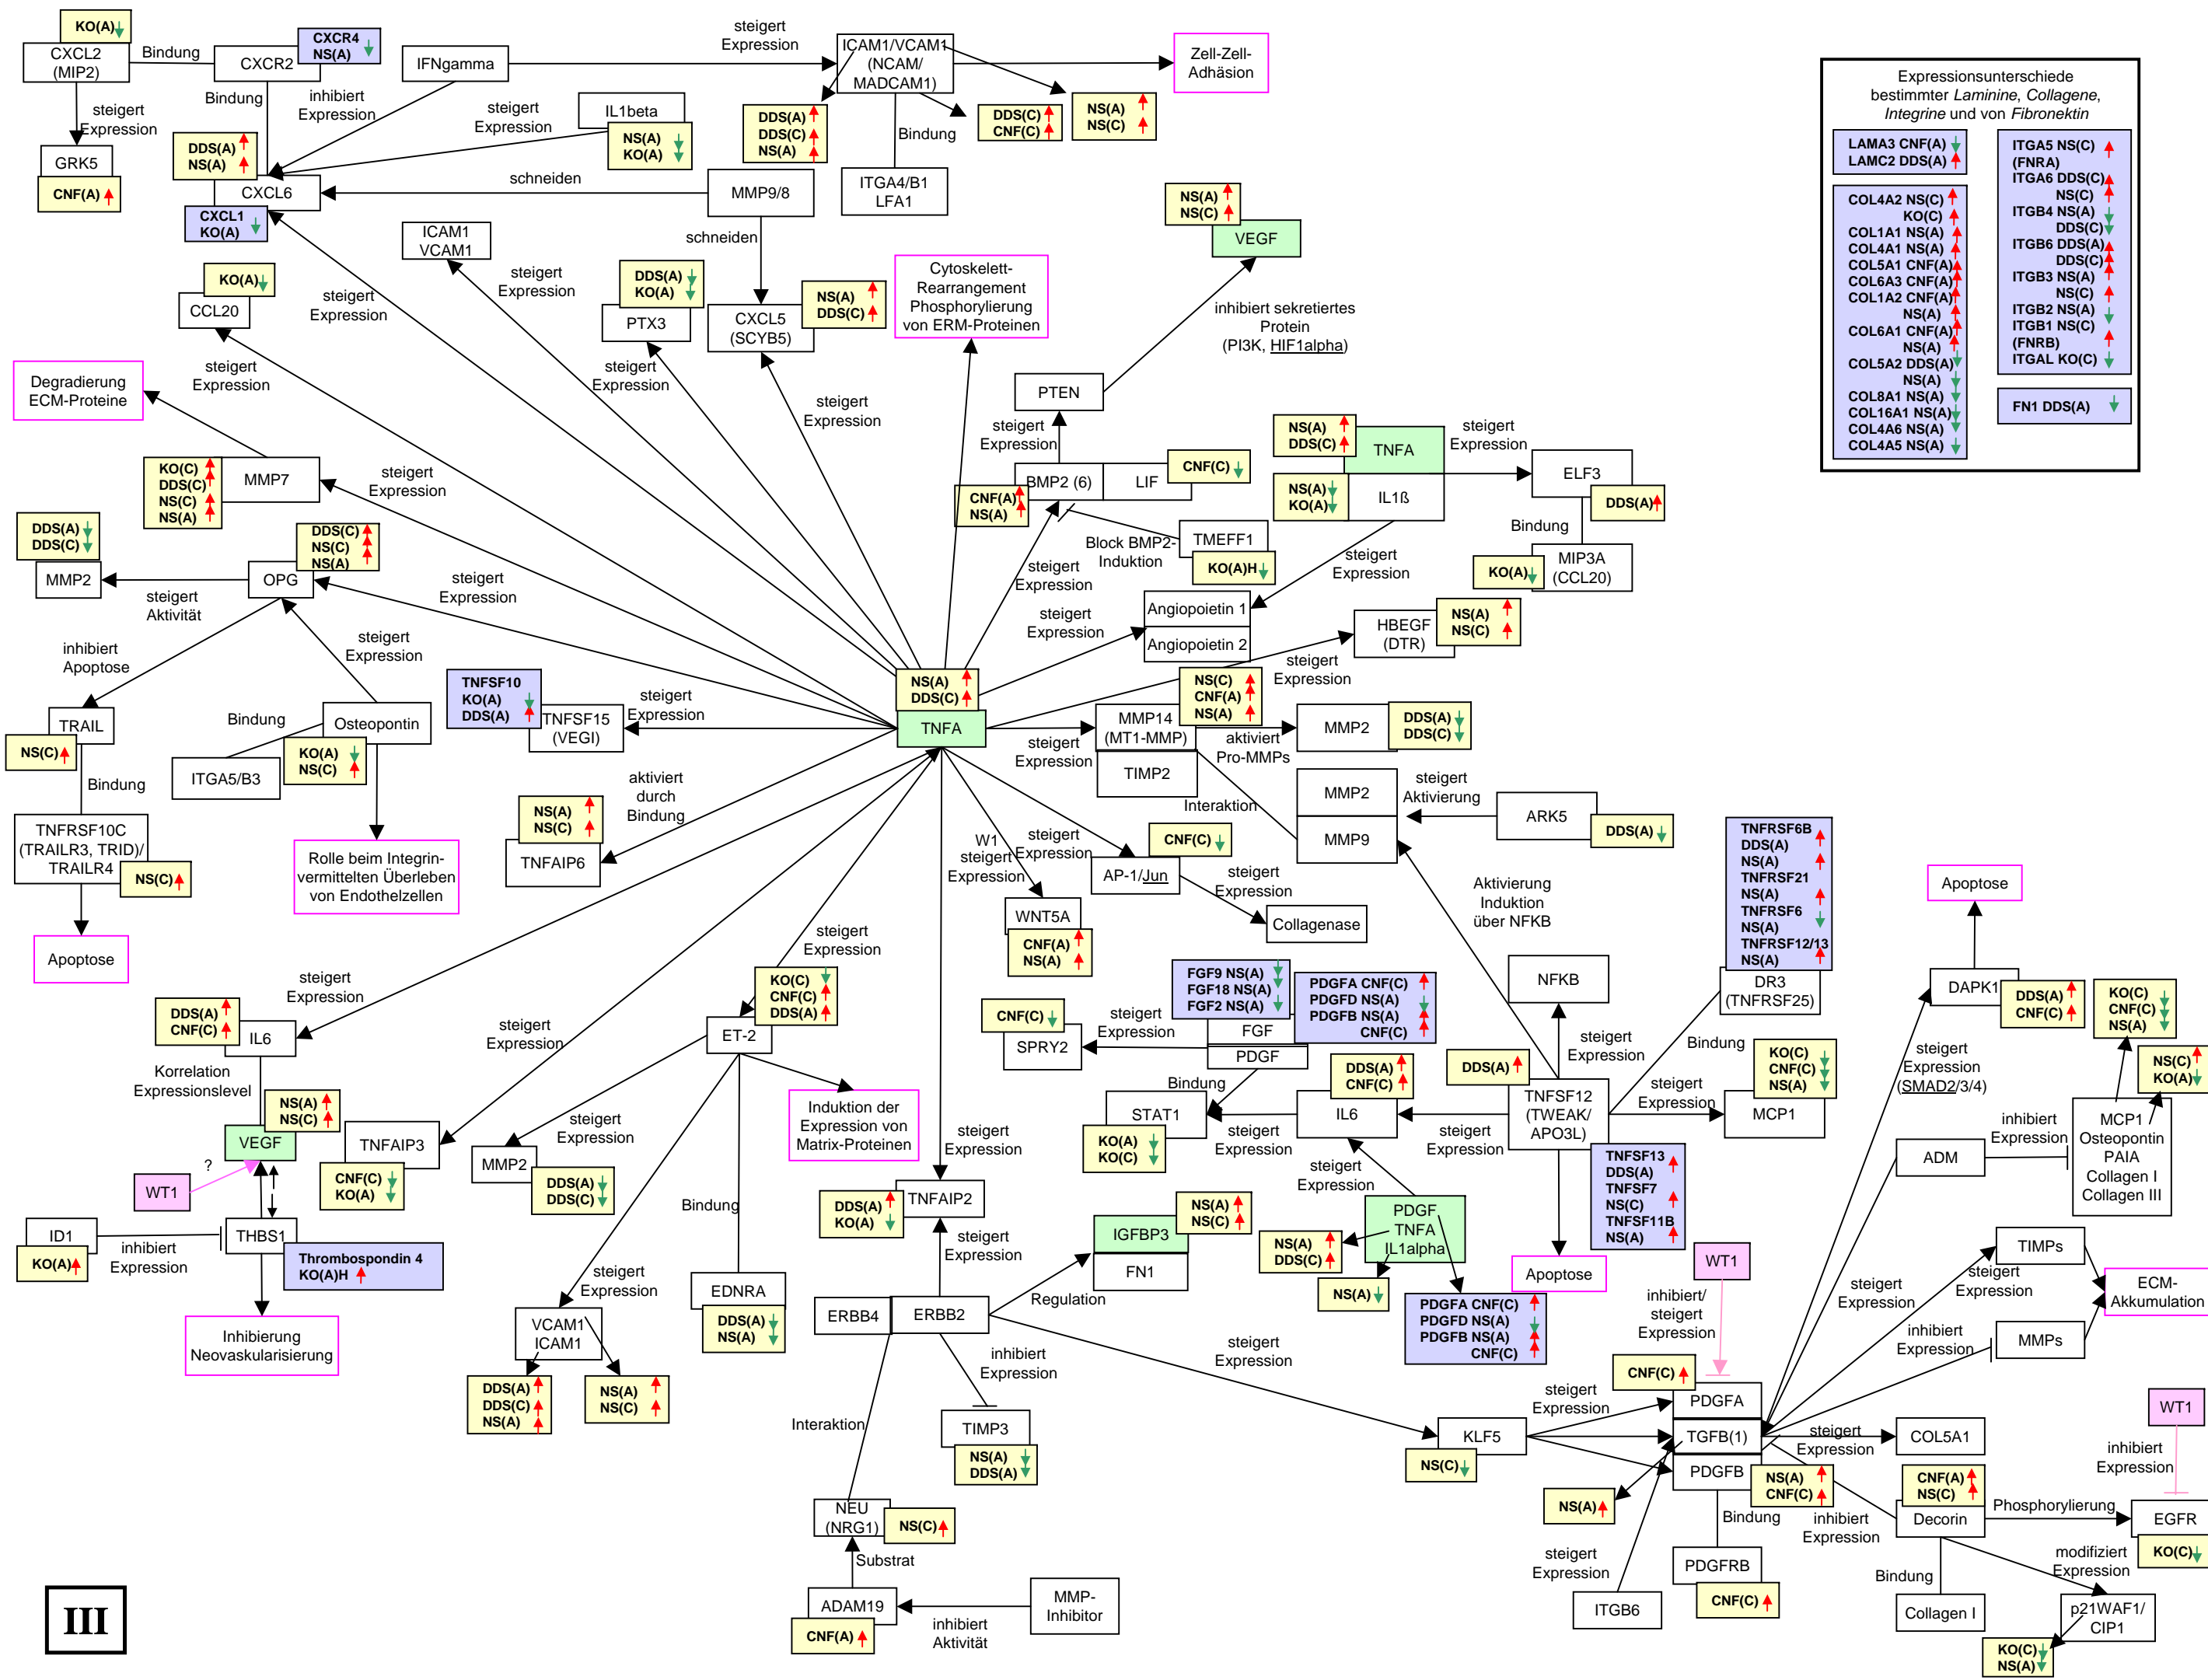 KO(A)
CXCL2
(MIP2)
Bindung
CXCR2
CXCR4
NS(A)
IFNgamma
steigert
Expression
ICAM1/VCAM1
(NCAM/
MADCAM1)
Zell-Zell-
Adhäsion
steigert
Expression
Bindung
inhibiert
Expression
steigert
Expression
IL1beta
NS(A)
KO(A)
DDS(A)
DDS(C)
NS(A)
Bindung
DDS(C)
CNF(C)
NS(A)
NS(C)
GRK5
CNF(A)
DDS(A)
NS(A)
CXCL6
CXCL1
KO(A)
schneiden
MMP9/8
ITGA4/B1
LFA1
ICAM1
VCAM1
schneiden
NS(A)
NS(C)
VEGF
KO(A)
CCL20
steigert
Expression
steigert
Expression
DDS(A)
KO(A)
PTX3
CXCL5
(SCYB5)
NS(A)
DDS(C)
Cytoskelett-
Rearrangement
Phosphorylierung
von ERM-Proteinen
inhibiert sekretiertes
Protein
(PI3K, HIF1alpha)
Degradierung
ECM-Proteine
steigert
Expression
steigert
Expression
steigert
Expression
PTEN
steigert
Expression
KO(C)
DDS(C)
NS(C)
NS(A)
MMP7
steigert
Expression
BMP2 (6)
LIF
CNF(C)
CNF(A)
NS(A)
NS(A)
DDS(C)
TNFA
steigert
Expression
ELF3
DDS(A)
NS(A)
KO(A)
IL1ß
Bindung
MIP3A
(CCL20)
KO(A)
Block BMP2-
Induktion
TMEFF1
KO(A)H
steigert
Expression
DDS(A)
DDS(C)
MMP2
DDS(C)
NS(C)
NS(A)
OPG
steigert
Aktivität
steigert
Expression
steigert
Expression
steigert
Expression
Angiopoietin 1
Angiopoietin 2
HBEGF
(DTR)
NS(A)
NS(C)
steigert
Expression
inhibiert
Apoptose
steigert
Expression
TRAIL
NS(C)
Bindung
Osteopontin
KO(A)
NS(C)
ITGA5/B3
TNFSF10
KO(A)
DDS(A)
TNFSF15
(VEGI)
steigert
Expression
NS(A)
DDS(C)
TNFA
NS(C)
CNF(A)
NS(A)
MMP14
(MT1-MMP)
TIMP2
steigert
Expression
aktiviert
Pro-MMPs
MMP2
DDS(A)
DDS(C)
Bindung
TNFRSF10C
(TRAILR3, TRID)/
TRAILR4
NS(C)
Apoptose
Rolle beim Integrin-
vermittelten Überleben
von Endothelzellen
aktiviert
durch
Bindung
NS(A)
NS(C)
TNFAIP6
Interaktion
MMP2
MMP9
steigert
Aktivierung
ARK5
DDS(A)
W1
steigert
Expression
steigert
Expression
CNF(C)
AP-1/Jun
steigert
Expression
Collagenase
WNT5A
CNF(A)
NS(A)
Aktivierung
Induktion
über NFKB
TNFRSF6B
DDS(A)
NS(A)
TNFRSF21
NS(A)
TNFRSF6
NS(A)
TNFRSF12/13
NS(A)
DR3
(TNFRSF25)
Apoptose
DAPK1
DDS(A)
CNF(C)
KO(C)
CNF(C)
NS(A)
NS(C)
KO(A)
steigert
Expression
DDS(A)
CNF(C)
IL6
steigert
Expression
steigert
Expression
KO(C)
CNF(C)
DDS(A)
ET-2
FGF9 NS(A)
FGF18 NS(A)
FGF2 NS(A)
PDGFA CNF(C)
PDGFD NS(A)
PDGFB NS(A)
CNF(C)
CNF(C)
SPRY2
steigert
Expression
FGF
PDGF
NFKB
steigert
Expression
Bindung
Korrelation
Expressionslevel
NS(A)
NS(C)
VEGF
?
WT1
TNFAIP3
CNF(C)
KO(A)
steigert
Expression
MMP2
DDS(A)
DDS(C)
Induktion der
Expression von
Matrix-Proteinen
steigert
Expression
Bindung
STAT1
KO(A)
KO(C)
steigert
Expression
DDS(A)
CNF(C)
IL6
steigert
Expression
DDS(A)
TNFSF12
(TWEAK/
APO3L)
steigert
Expression
KO(C)
CNF(C)
NS(A)
MCP1
steigert
Expression
(SMAD2/3/4)
inhibiert
Expression
ADM
MCP1
Osteopontin
PAIA
Collagen I
Collagen III
ID1
KO(A)
inhibiert
Expression
THBS1
Thrombospondin 4
KO(A)H
Inhibierung
Neovaskularisierung
Bindung
DDS(A)
KO(A)
TNFAIP2
steigert
Expression
NS(A)
NS(C)
IGFBP3
FN1
Regulation
steigert
Expression
PDGF
TNFA
IL1alpha
NS(A)
DDS(C)
NS(A)
PDGFA CNF(C)
PDGFD NS(A)
PDGFB NS(A)
CNF(C)
TNFSF13
DDS(A)
TNFSF7
NS(C)
TNFSF11B
NS(A)
Apoptose
WT1
inhibiert/
steigert
Expression
steigert
Expression
steigert
Expression
TIMPs
ECM-
Akkumulation
inhibiert
Expression
MMPs
steigert
Expression
EDNRA
DDS(A)
NS(A)
VCAM1
ICAM1
DDS(A)
DDS(C)
NS(A)
NS(A)
NS(C)
ERBB4
ERBB2
inhibiert
Expression
TIMP3
NS(A)
DDS(A)
steigert
Expression
Interaktion
KLF5
NS(C)
steigert
Expression
CNF(C)
PDGFA
TGFB(1)
PDGFB
NS(A)
CNF(C)
NS(A)
steigert
Expression
COL5A1
WT1
inhibiert
Expression
CNF(A)
NS(C)
Decorin
Phosphorylierung
EGFR
KO(C)
inhibiert
Expression
NEU
(NRG1)
NS(C)
Substrat
ADAM19
CNF(A)
inhibiert
Aktivität
MMP-
Inhibitor
steigert
Expression
ITGB6
Bindung
PDGFRB
CNF(C)
Bindung
Collagen I
modifiziert
Expression
p21WAF1/
CIP1
KO(C)
NS(A)
III
Expressionsunterschiede
bestimmter Laminine, Collagene,
Integrine und von Fibronektin
LAMA3 CNF(A)
LAMC2 DDS(A)
COL4A2 NS(C)
KO(C)
COL1A1 NS(A)
COL4A1 NS(A)
COL5A1 CNF(A)
COL6A3 CNF(A)
COL1A2 CNF(A)
NS(A)
COL6A1 CNF(A)
NS(A)
COL5A2 DDS(A)
NS(A)
COL8A1 NS(A)
COL16A1 NS(A)
COL4A6 NS(A)
COL4A5 NS(A)
ITGA5 NS(C)
(FNRA)
ITGA6 DDS(C)
NS(C)
ITGB4 NS(A)
DDS(C)
ITGB6 DDS(A)
DDS(C)
ITGB3 NS(A)
NS(C)
ITGB2 NS(A)
ITGB1 NS(C)
(FNRB)
ITGAL KO(C)
FN1 DDS(A)